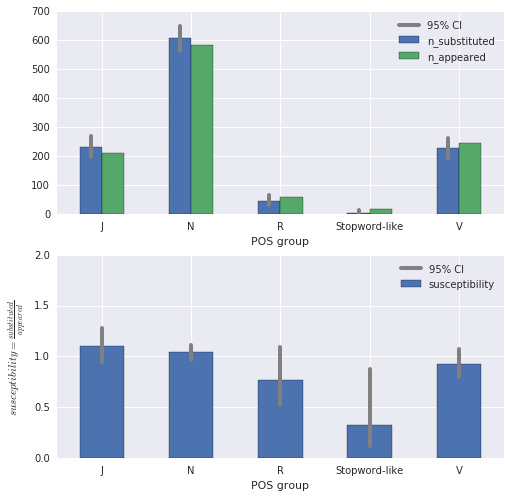 700
600
500
400
300
200
100
0
95% CI
n_substituted
n_appeared
J N R Stopword-like V
POS group
2.0
1.5
1.0
0.5
0.0
susceptibility = substituted / appeared
95% CI
susceptibility
J N R Stopword-like V
POS group